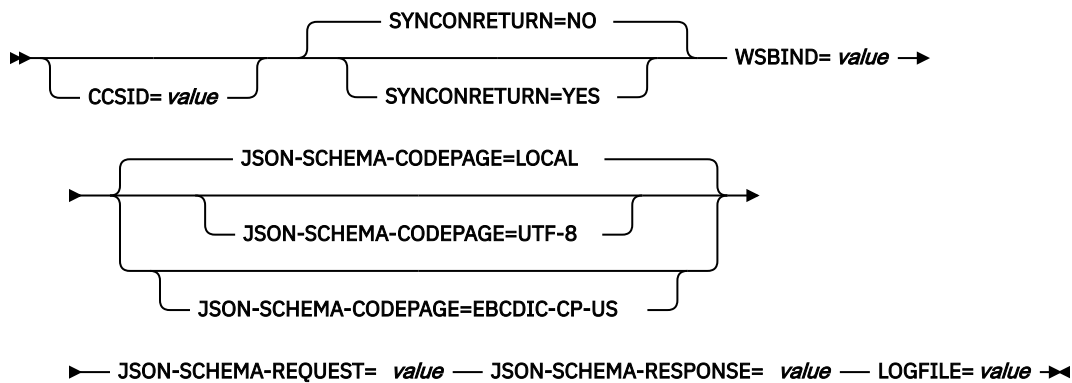 SYNCONRETURN=NO
CCSID= value
SYNCONRETURN=YES
WSBIND= value
JSON-SCHEMA-CODEPAGE=LOCAL
JSON-SCHEMA-CODEPAGE=UTF-8
JSON-SCHEMA-CODEPAGE=EBCDIC-CP-US
JSON-SCHEMA-REQUEST= value JSON-SCHEMA-RESPONSE= value LOGFILE= value